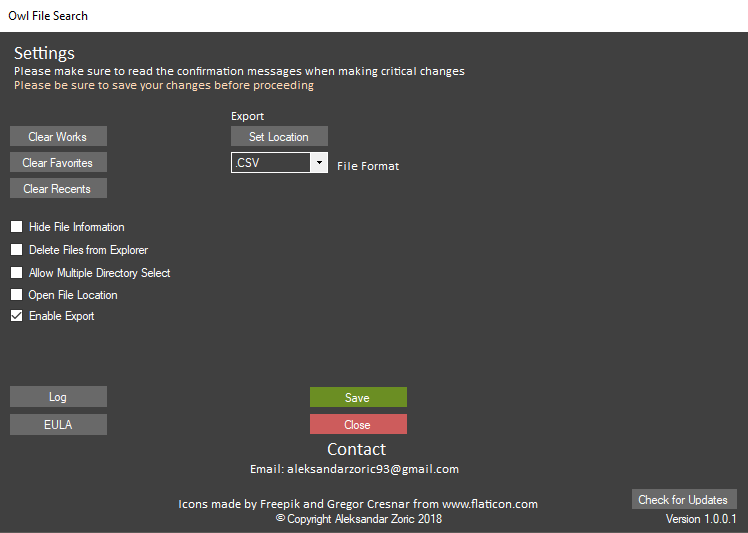 Owl File Search
Settings
Please make sure to read the confirmation messages when making critical changes
Please be sure to save your changes before proceeding
Export
Clear Works
Set Location
Clear Favorites
.CSV
File Format
Clear Recents
Hide File Information
Delete Files from Explorer
Allow Multiple Directory Select
Open File Location
Enable Export
Log
Save
EULA
Close
Contact
Email: aleksandarzoric93@gmail.com
Check for Updates
Icons made by Freepik and Gregor Cresnar from www.flaticon.com
© Copyright Aleksandar Zoric 2018
Version 1.0.0.1